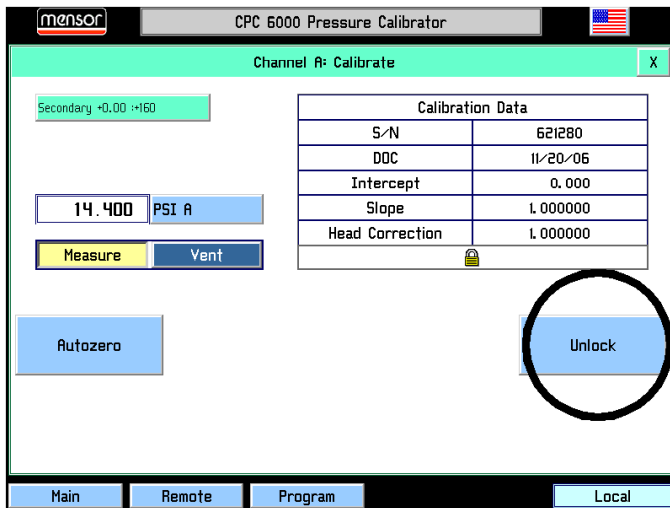 mensor CPC 6000 Pressure Calibrator
Channel A: Calibrate X
Secondary +0.00 :+160
Calibration Data
S/N 621280
DOC 11/20/06
Intercept 0.000
Slope 1.000000
Head Correction 1.000000
14.400 PSI A
Measure Vent
Autozero
Unlock
Main Remote Program Local